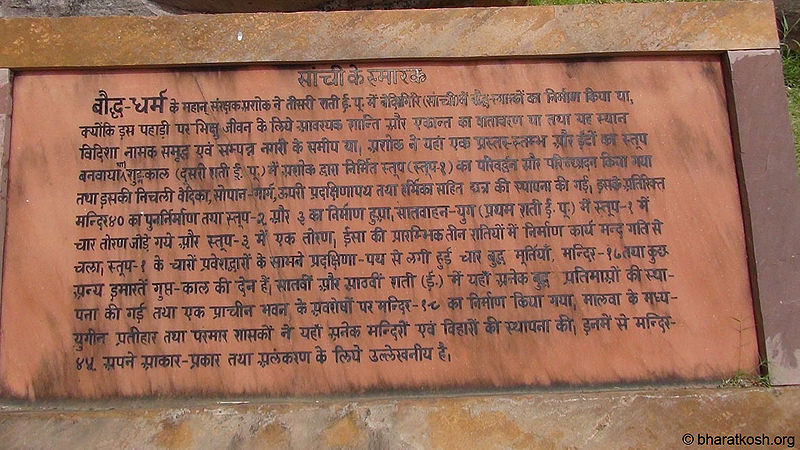 सांची के स्मारक
बौद्ध-धर्म के महान् संरक्षक अशोक ने तीसरी शती ई. पू. में बेदिसगिरि (सांची) में बौद्ध-स्मारकों का निर्माण किया था,
क्योंकि इस पहाड़ी पर भिक्षु जीवन के लिये आवश्यक शान्ति और एकान्त का वातावरण था तथा यह स्थान
विदिशा नामक समृद्ध एवं सम्पन्न नगरी के समीप था। अशोक ने यहां एक प्रस्तर-स्तम्भ और ईंटों का स्तूप
बनवाया था शुङ्गकाल (दूसरी शती ई. पू.) में अशोक द्वारा निर्मित स्तूप (स्तूप-१) का परिवर्द्धन और परिच्छादन किया गया
तथा इसकी निचली वेदिका, सोपान-मार्ग, ऊपरी प्रदक्षिणापथ तथा हर्मिका सहित छत्र की स्थापना की गई, इसके अतिरिक्त
मन्दिर ४० का पुनर्निर्माण तथा स्तूप-२ और ३ का निर्माण हुआ, सातवाहन-युग (प्रथम शती ई. पू.) में स्तूप-१ में
चार तोरण जोड़े गये और स्तूप-३ में एक तोरण, ईसा की प्रारम्भिक तीन शतियों में निर्माण कार्य मन्द गति से
चला, स्तूप-१ के चारों प्रवेशद्वारों के सामने प्रदक्षिणा-पथ से लगी हुई चार बुद्ध मूर्तियाँ, मन्दिर-१७ तथा कुछ
अन्य इमारतें गुप्त-काल की देन हैं, सातवीं और आठवीं शती (ई.) में यहाँ अनेक बुद्ध प्रतिमाओं की स्था-
पना की गई तथा एक प्राचीन भवन के अवशेषों पर मन्दिर-१८ का निर्माण किया गया, मालवा के मध्य-
युगीन प्रतीहार तथा परमार शासकों ने यहाँ अनेक मन्दिरों एवं विहारों की स्थापना की, इनमें से मन्दिर-
४५ अपने आकार-प्रकार तथा अलंकरण के लिये उल्लेखनीय है।
© bharatkosh.org